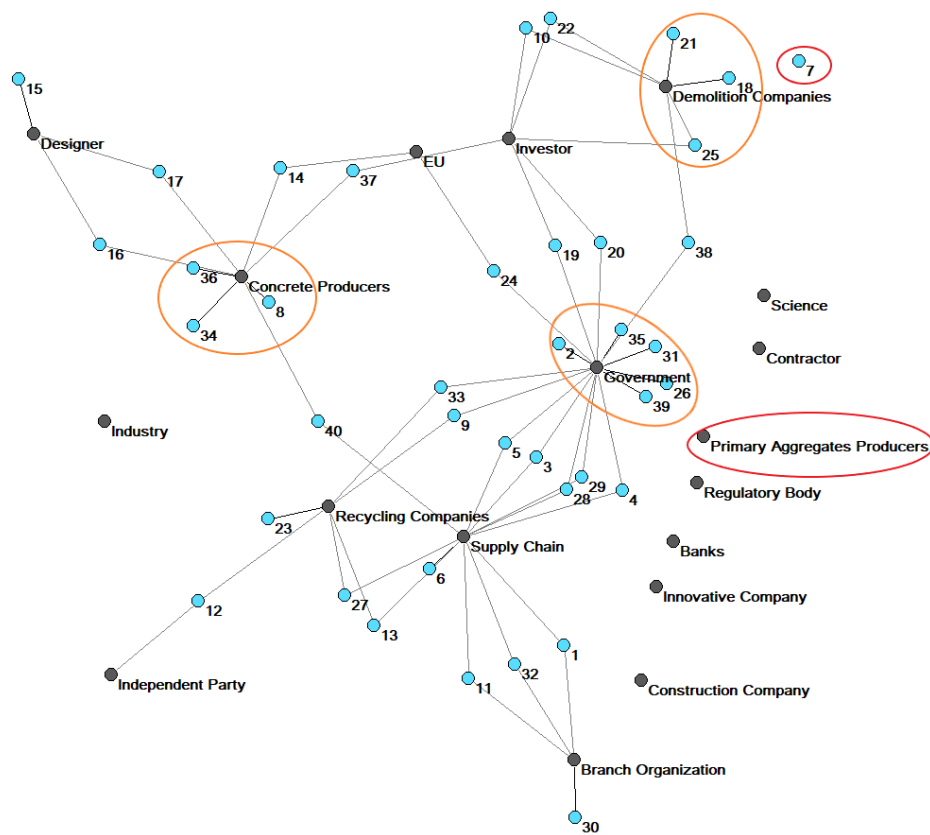 22
10
21
7
15
18
Demolition Companies
Designer
Investor
25
EU
14
37
17
16
19
20
38
24
36
Concrete Producers
8
Science
34
35
2
31
Contractor
Government
26
33
39
9
40
Industry
5
Primary Aggregates Producers
3
29
28
4
Regulatory Body
Recycling Companies
23
Supply Chain
Banks
6
Innovative Company
27
12
13
1
32
Independent Party
11
Construction Company
Branch Organization
30